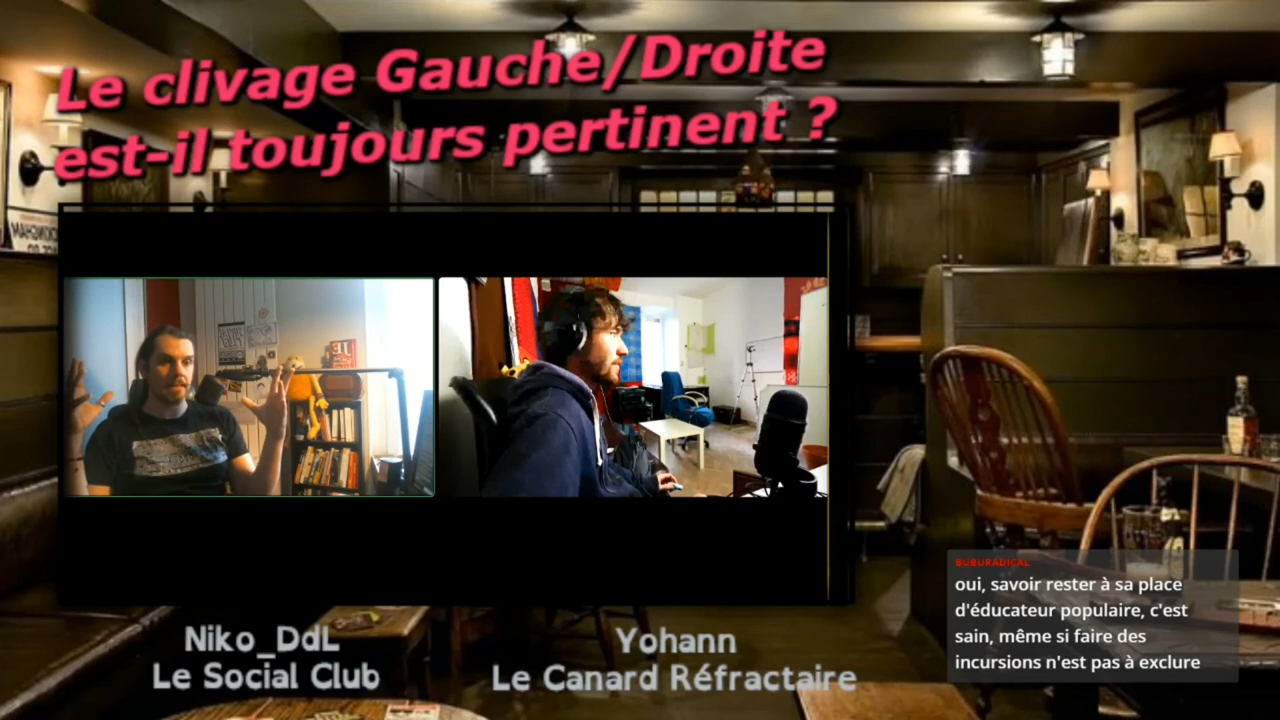 Le clivage Gauche/Droite
est-il toujours pertinent ?
Niko_DdL
Le Social Club
Yohann
Le Canard Réfractaire
BUBURADICAL
oui, savoir rester à sa place
d'éducateur populaire, c'est
sain, même si faire des
incursions n'est pas à exclure